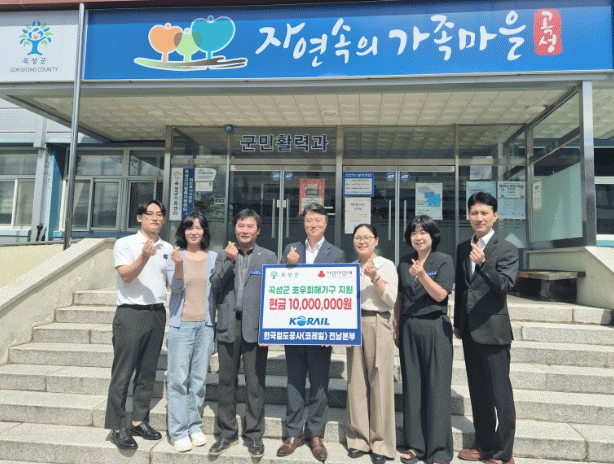 곡성군
GOKSEONG COUNTY
자연속의 가족마을 곡성
군민활력과
곡성군
곡성군 호우피해가구 지원
현금 10,000,000원
KORAIL
한국철도공사(코레일) 전남본부